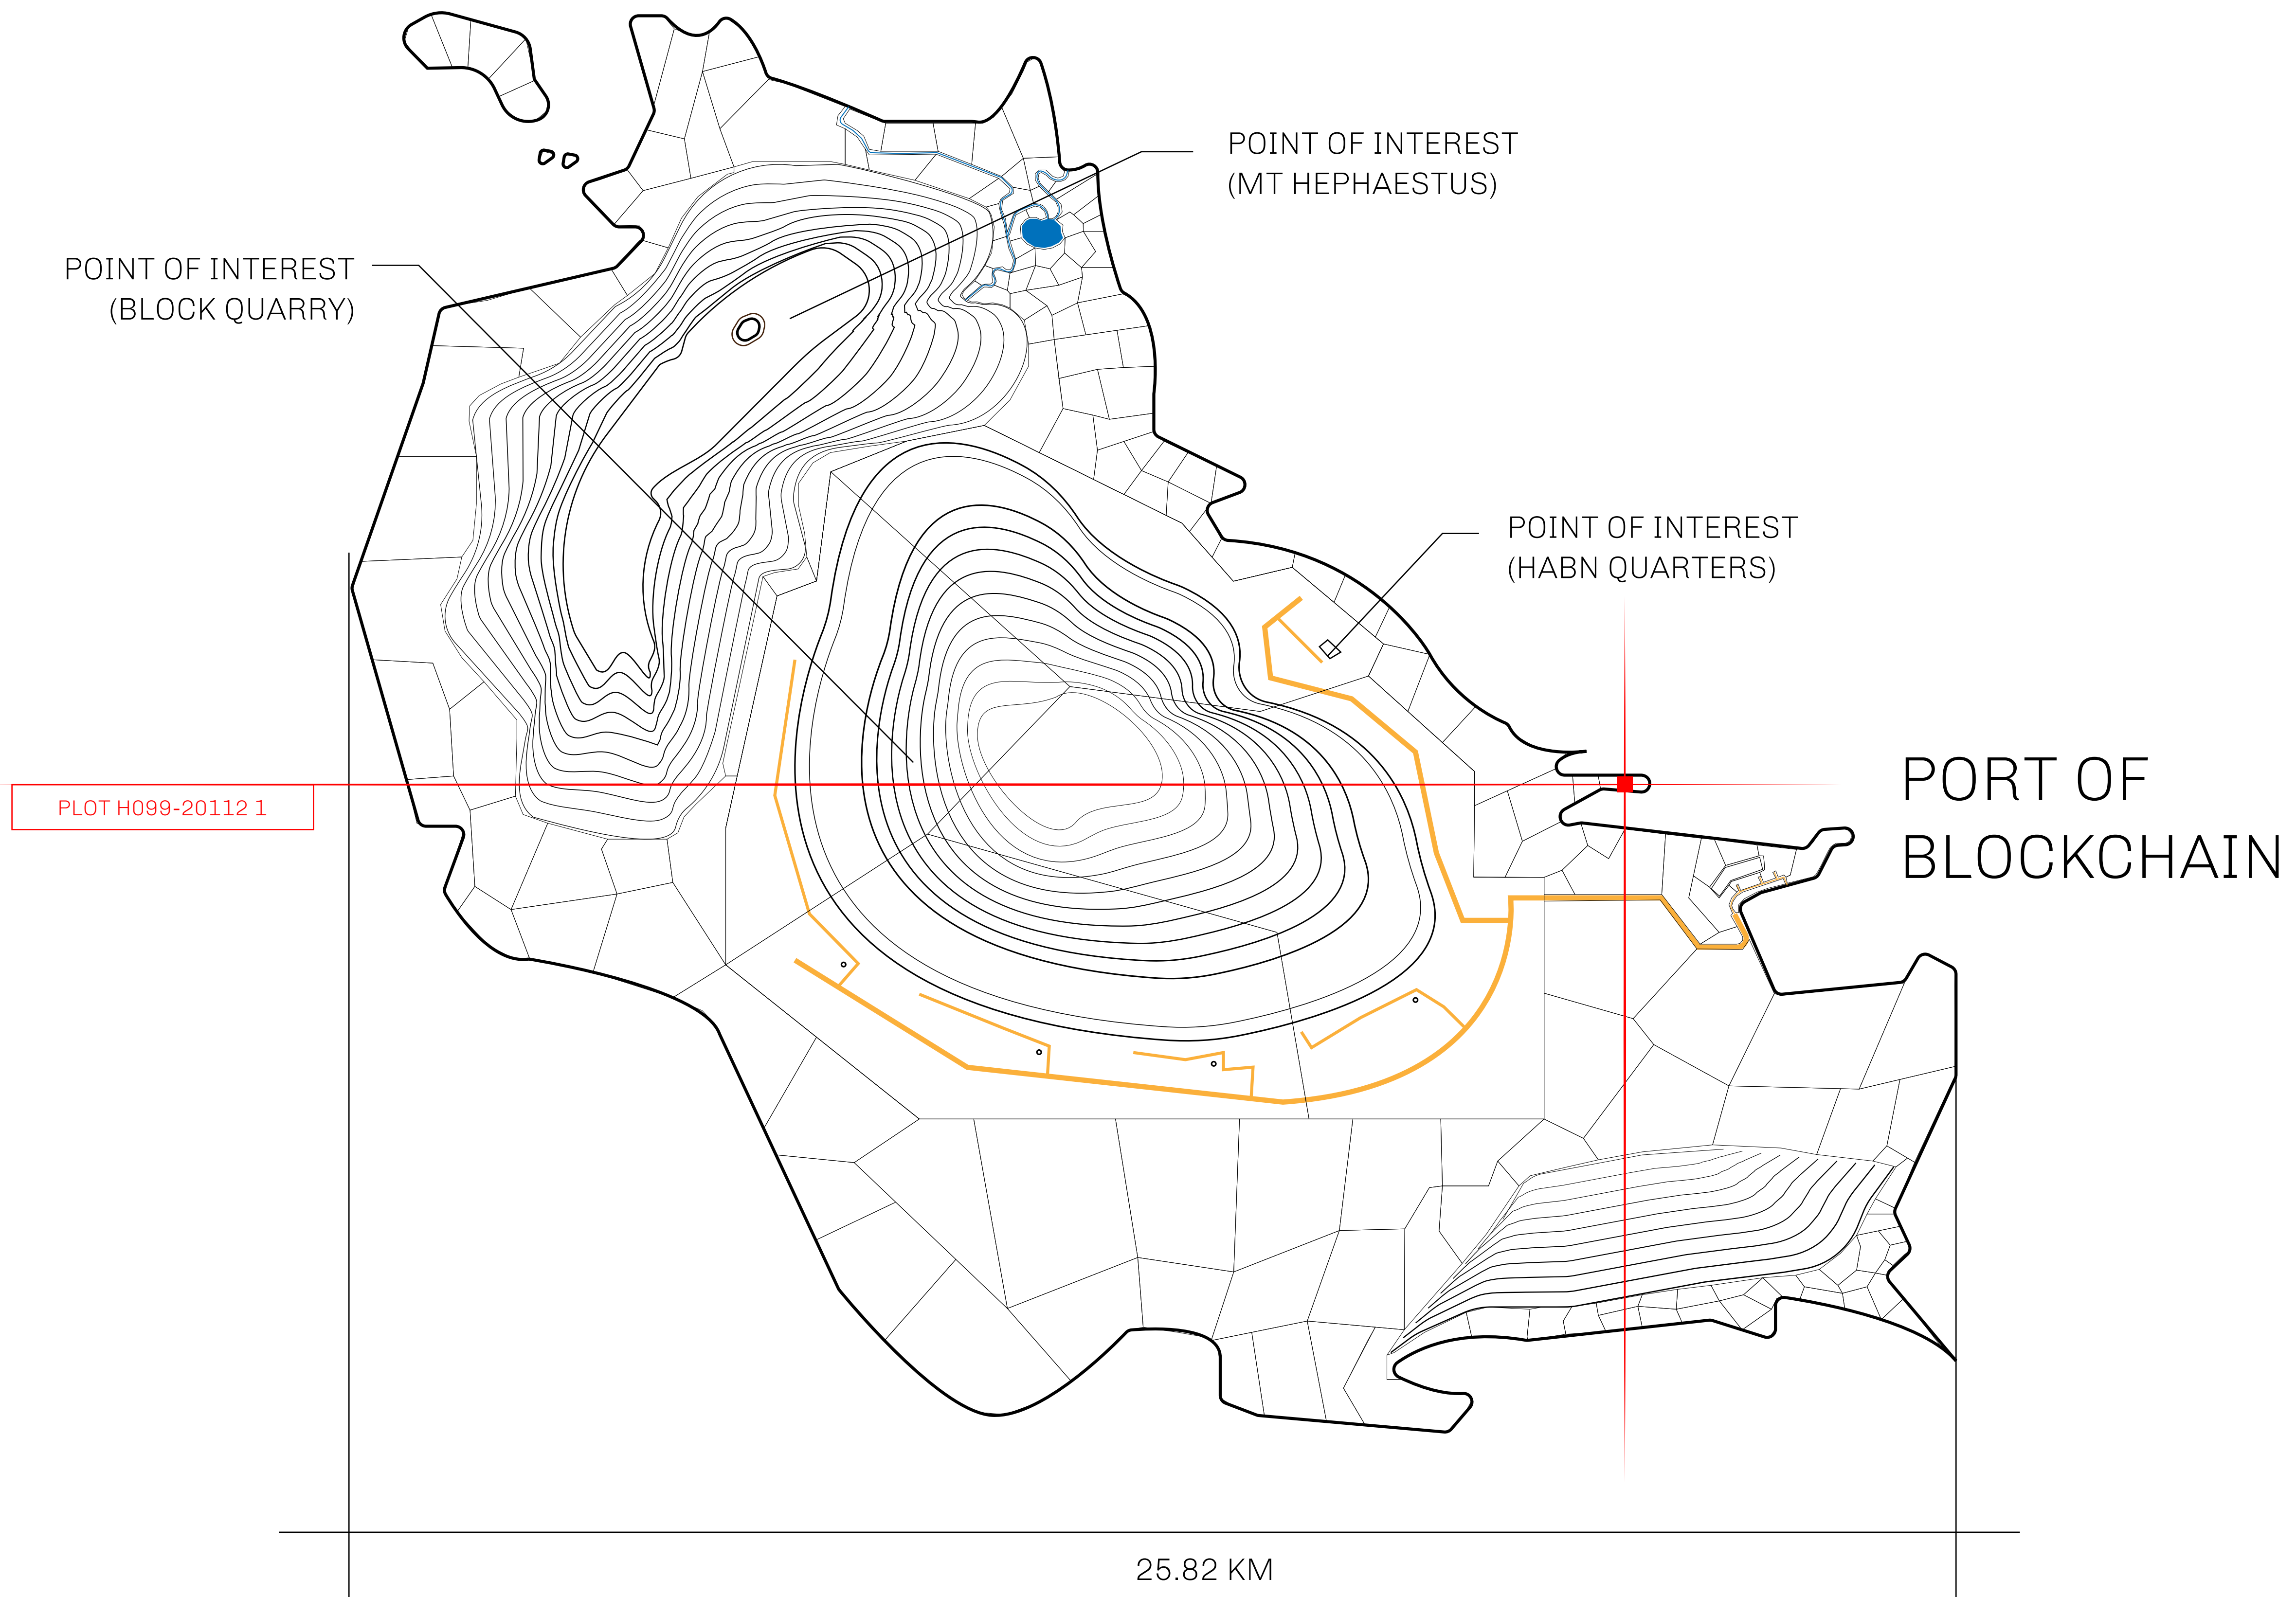 POINT OF INTEREST
(MT HEPHAESTUS)
POINT OF INTEREST
(BLOCK QUARRY)
POINT OF INTEREST
(HABN QUARTERS)
PORT OF
BLOCKCHAIN
PLOT H099-20112 1
25.82 KM